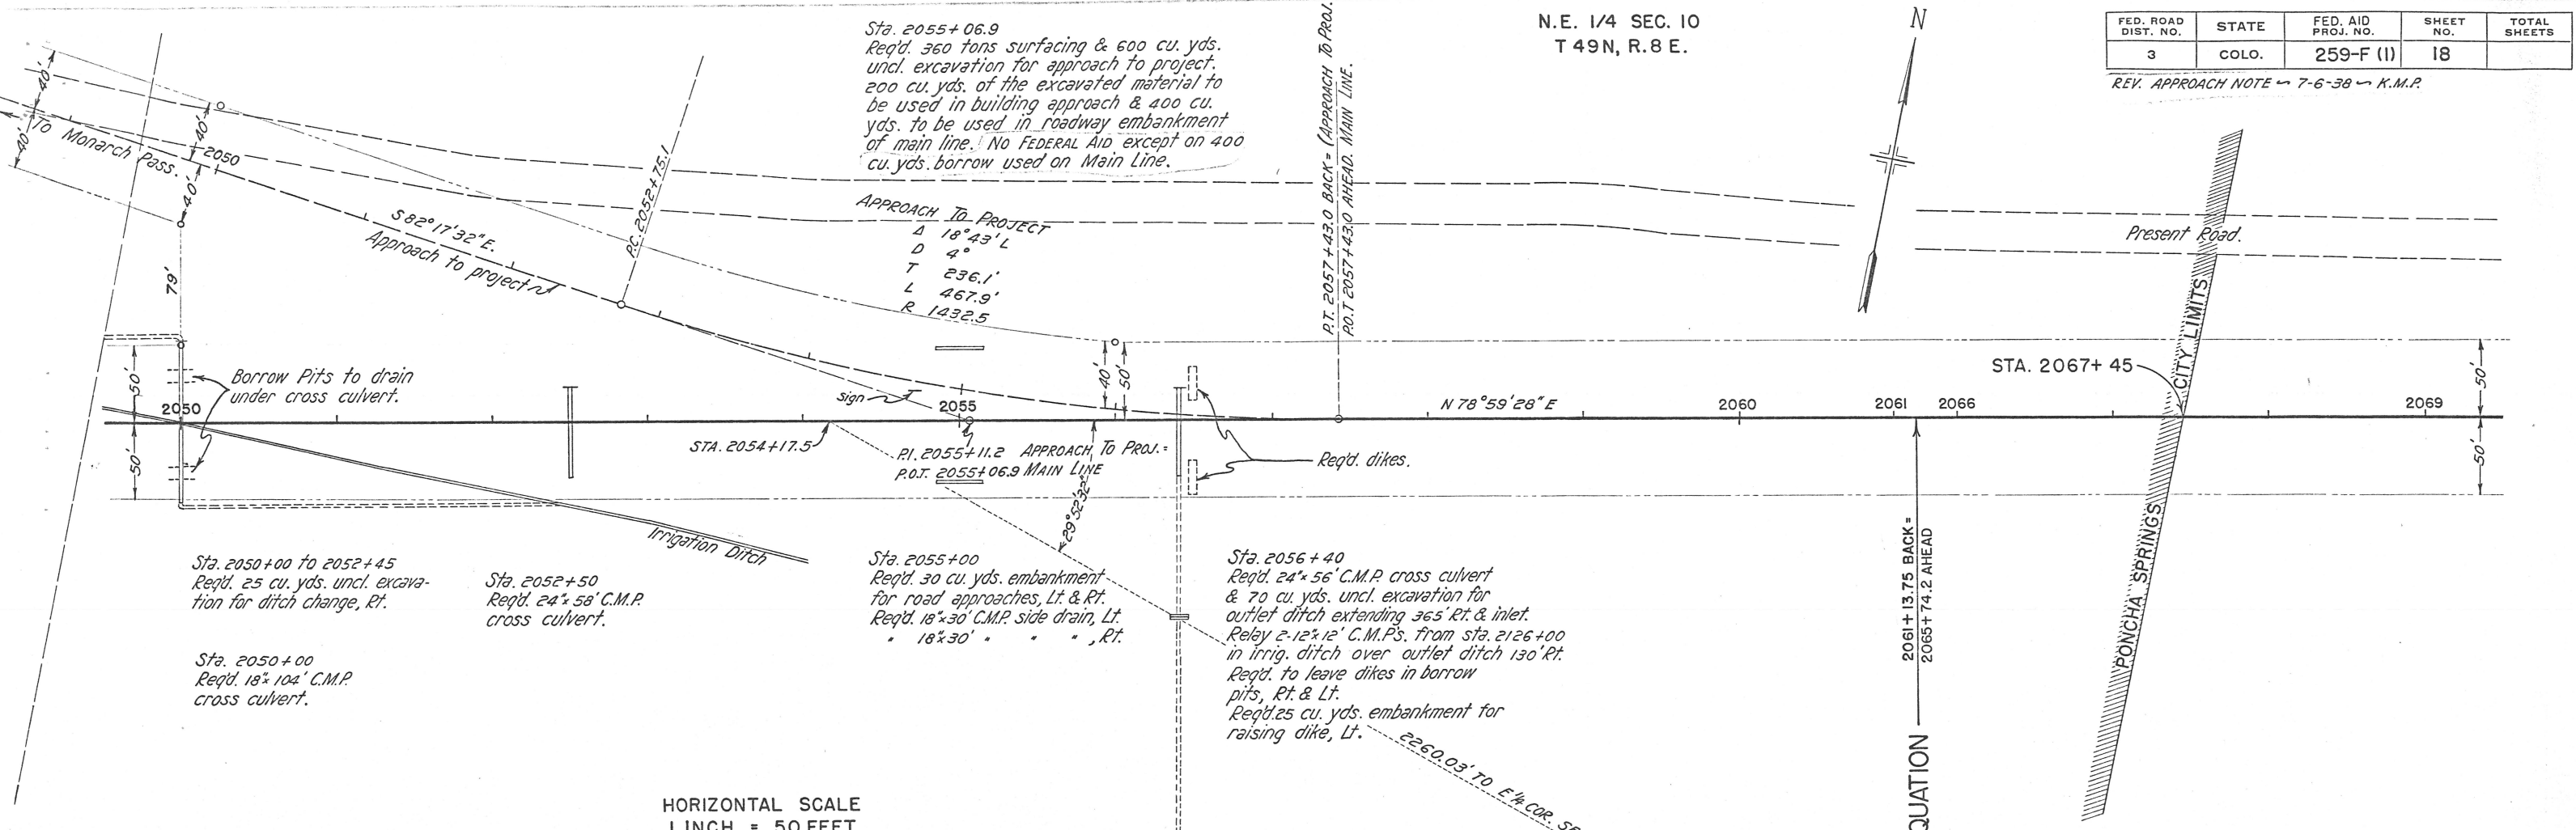 Sta. 2055+06.9
Req'd. 360 tons surfacing & 600 cu. yds.
uncl. excavation for approach to project.
200 cu. yds. of the excavated material to
be used in building approach & 400 cu.
yds. to be used in roadway embankment
of main line. No FEDERAL AID except on 400
cu. yds. borrow used on Main Line.
N.E. 1/4 SEC. 10
T 49 N, R. 8 E.
N
FED. ROAD DIST. NO. STATE FED. AID PROJ. NO. SHEET NO. TOTAL SHEETS
3 COLO. 259-F (1) 18
REV. APPROACH NOTE ~ 7-6-38 ~ K.M.P.
P.T. 2057+43.0 BACK = (APPROACH TO PROJ.
P.O.T 2057+43.0 AHEAD. MAIN LINE.
40'
40'
To Monarch Pass.
40'
40'
2050
S 82° 17' 32" E.
Approach to project
P.C. 2052+75.1
APPROACH TO PROJECT
Δ 18° 43' L
D 4°
T 236.1'
L 467.9'
R 1432.5
Present Road.
79'
CITY LIMITS
PONCHA SPRINGS
STA. 2067+45
50'
50'
Borrow Pits to drain
under cross culvert.
2050
Sign
2055
40'
50'
N 78° 59' 28" E
2060
2061
2066
2069
50'
50'
STA. 2054+17.5
P.I. 2055+11.2 APPROACH TO PROJ. =
P.O.T. 2055+06.9 MAIN LINE
29° 52' 32"
Req'd. dikes.
Irrigation Ditch
2061+13.75 BACK =
2065+74.2 AHEAD
QUATION
Sta. 2050+00 to 2052+45
Req'd. 25 cu. yds. uncl. excava-
tion for ditch change, Rt.
Sta. 2050+00
Req'd. 18"x 104' C.M.P.
cross culvert.
Sta. 2052+50
Req'd. 24"x 58' C.M.P.
cross culvert.
Sta. 2055+00
Req'd. 30 cu. yds. embankment
for road approaches, Lt. & Rt.
Req'd. 18"x30' C.M.P. side drain, Lt.
" 18"x30' " " " , Rt.
Sta. 2056+40
Req'd. 24"x 56' C.M.P. cross culvert
& 70 cu. yds. uncl. excavation for
outlet ditch extending 365' Rt. & inlet.
Relay 2-12"x12' C.M.P's. from sta. 2126+00
in irrig. ditch over outlet ditch 130' Rt.
Req'd. to leave dikes in borrow
pits, Rt. & Lt.
Req'd. 25 cu. yds. embankment for
raising dike, Lt.
2260.03' TO E 1/4 COR.
HORIZONTAL SCALE
1 INCH = 50 FEET